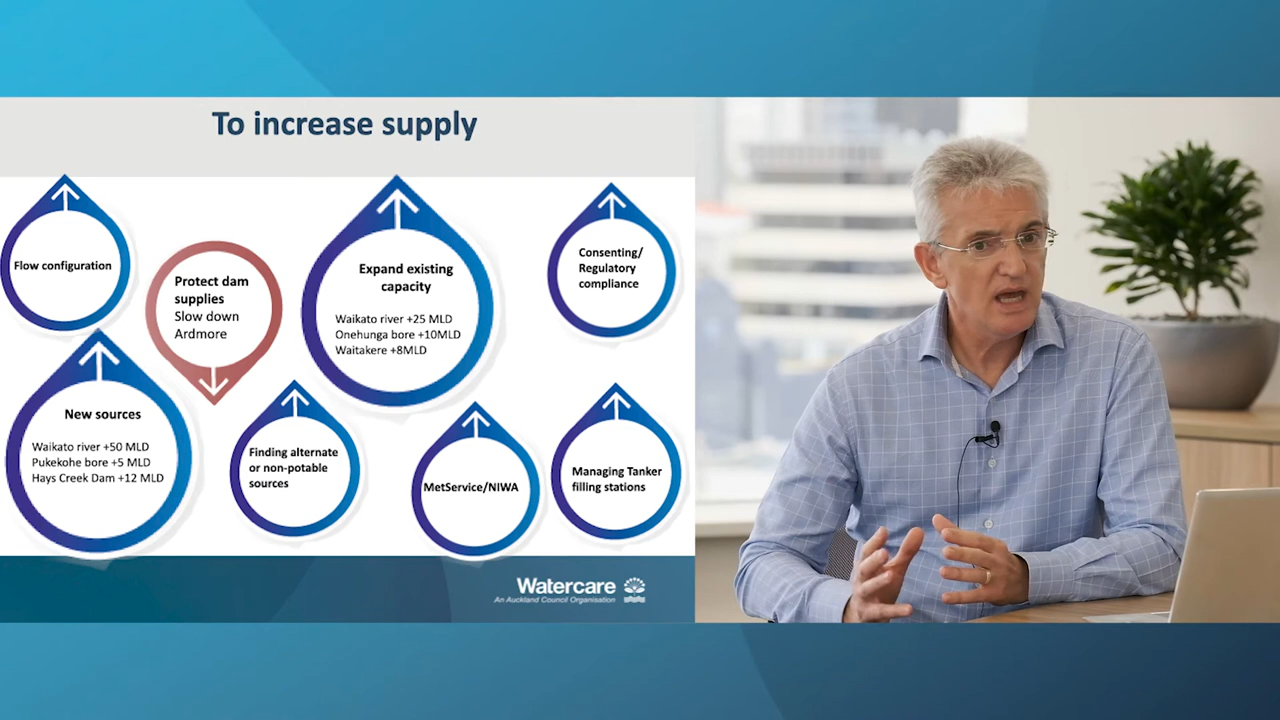 To increase supply
Flow configuration
Protect dam
supplies
Slow down
Ardmore
Expand existing
capacity
Waikato river +25 MLD
Onehunga bore +10MLD
Waitakere +8MLD
Consenting/
Regulatory
compliance
New sources
Waikato river +50 MLD
Pukekohe bore +5 MLD
Hays Creek Dam +12 MLD
Finding alternate
or non-potable
sources
MetService/NIWA
Managing Tanker
filling stations
Watercare
An Auckland Council Organisation